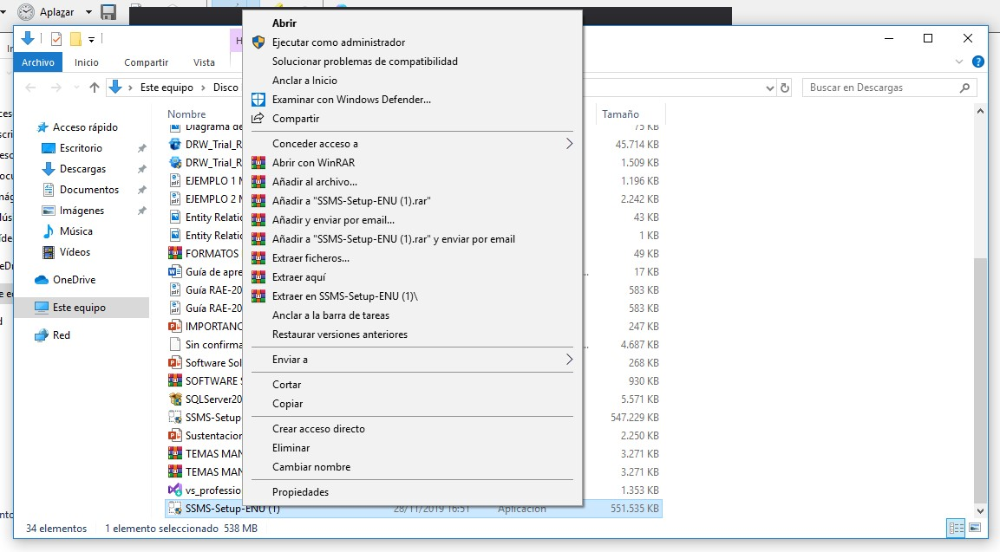 Aplazar
Archivo
Inicio
Compartir
Vista
H
Este equipo
Disco
Buscar en Descargas
Acceso rápido
Escritorio
Descargas
Documentos
Imágenes
Música
Vídeos
OneDrive
Este equipo
Red
Nombre
Tamaño
Diagrama de
75 KB
DRW_Trial_R
45.714 KB
DRW_Trial_R
1.509 KB
EJEMPLO 1 M
1.196 KB
EJEMPLO 2 M
2.242 KB
Entity Relatio
43 KB
Entity Relatio
1 KB
FORMATOS
49 KB
Guía de apre
17 KB
Guía RAE-20
583 KB
Guía RAE-20
583 KB
IMPORTANC
247 KB
Sin confirma
4.687 KB
Software Sol
268 KB
SOFTWARE S
930 KB
SQLServer20
5.571 KB
SSMS-Setup
547.229 KB
Sustentacion
2.250 KB
TEMAS MAN
3.271 KB
TEMAS MAN
3.271 KB
vs_professio
1.353 KB
SSMS-Setup-ENU (1)
28/11/2019 16:51
Aplicación
551.535 KB
Abrir
Ejecutar como administrador
Solucionar problemas de compatibilidad
Anclar a Inicio
Examinar con Windows Defender...
Compartir
Conceder acceso a
Abrir con WinRAR
Añadir al archivo...
Añadir a "SSMS-Setup-ENU (1).rar"
Añadir y enviar por email...
Añadir a "SSMS-Setup-ENU (1).rar" y enviar por email
Extraer ficheros...
Extraer aquí
Extraer en SSMS-Setup-ENU (1)\
Anclar a la barra de tareas
Restaurar versiones anteriores
Enviar a
Cortar
Copiar
Crear acceso directo
Eliminar
Cambiar nombre
Propiedades
34 elementos
1 elemento seleccionado 538 MB